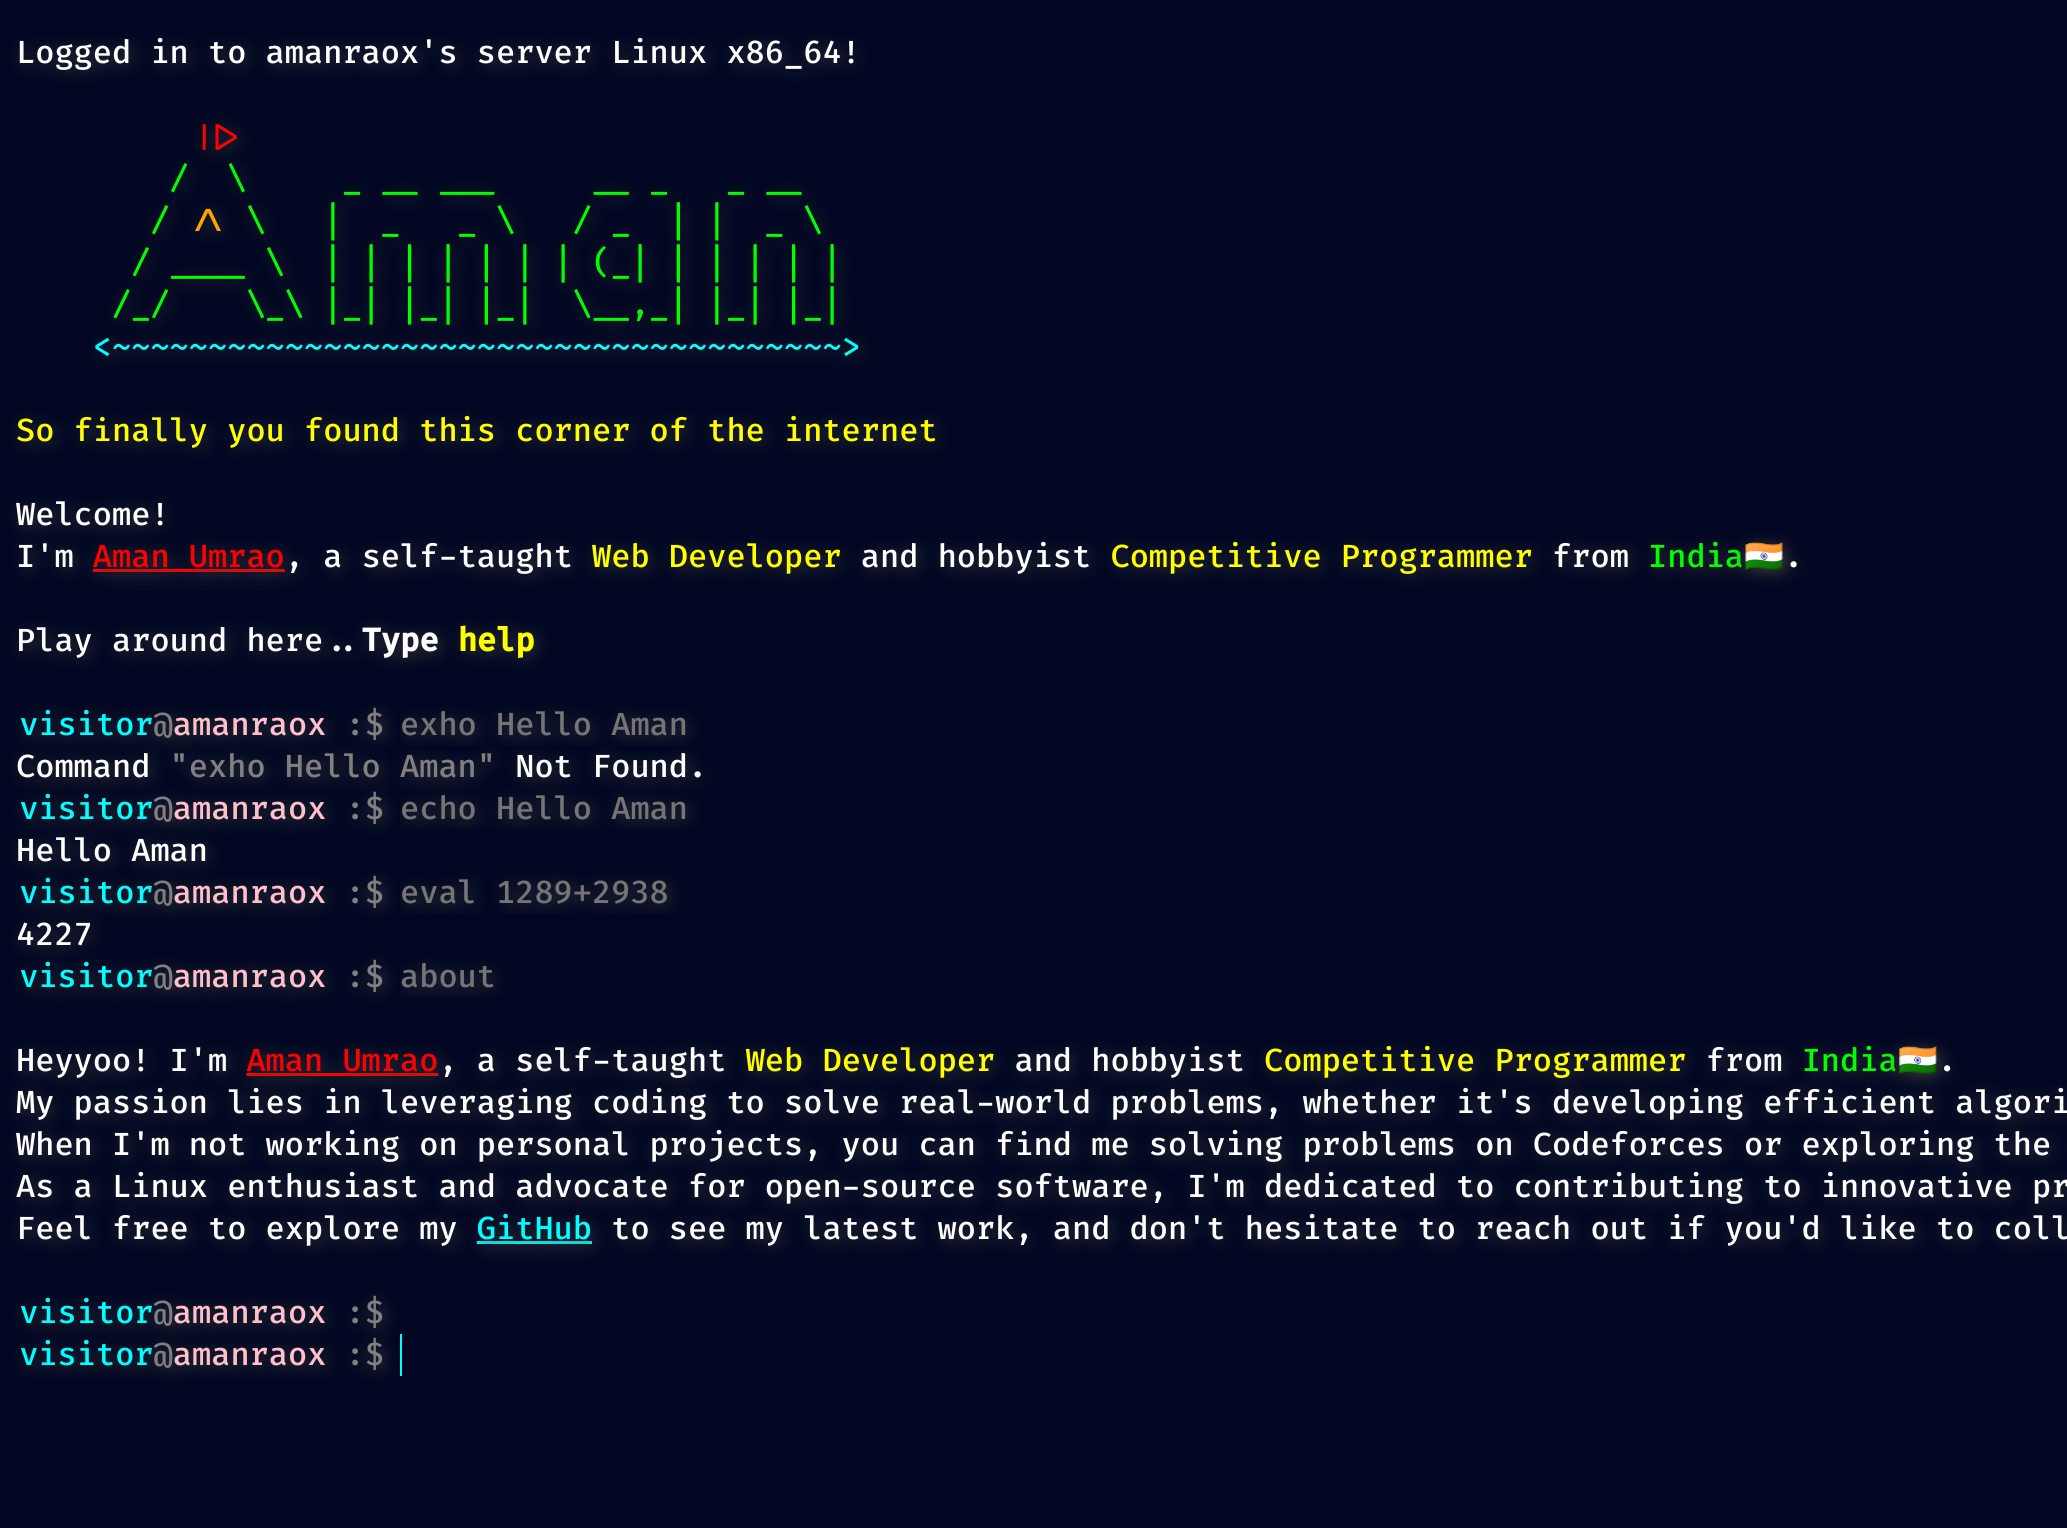 Logged in to amanraox's server Linux x86_64!
         |▷
        /  \
       / ^ \    | _ __ ___     __ _   _ __
      / ____ \  | '_ ` _ \   / _ | | '_ \
     /_/    \_\ |_| |_| |_|  \__,_| |_| |_|
    <~~~~~~~~~~~~~~~~~~~~~~~~~~~~~~~~~~~~~~>
So finally you found this corner of the internet
Welcome!
I'm Aman Umrao, a self-taught Web Developer and hobbyist Competitive Programmer from India🇮🇳.
Play around here..Type help
visitor@amanraox :$ exho Hello Aman
Command "exho Hello Aman" Not Found.
visitor@amanraox :$ echo Hello Aman
Hello Aman
visitor@amanraox :$ eval 1289+2938
4227
visitor@amanraox :$ about
Heyyoo! I'm Aman Umrao, a self-taught Web Developer and hobbyist Competitive Programmer from India🇮🇳.
My passion lies in leveraging coding to solve real-world problems, whether it's developing efficient algori
When I'm not working on personal projects, you can find me solving problems on Codeforces or exploring the
As a Linux enthusiast and advocate for open-source software, I'm dedicated to contributing to innovative pr
Feel free to explore my GitHub to see my latest work, and don't hesitate to reach out if you'd like to coll
visitor@amanraox :$
visitor@amanraox :$